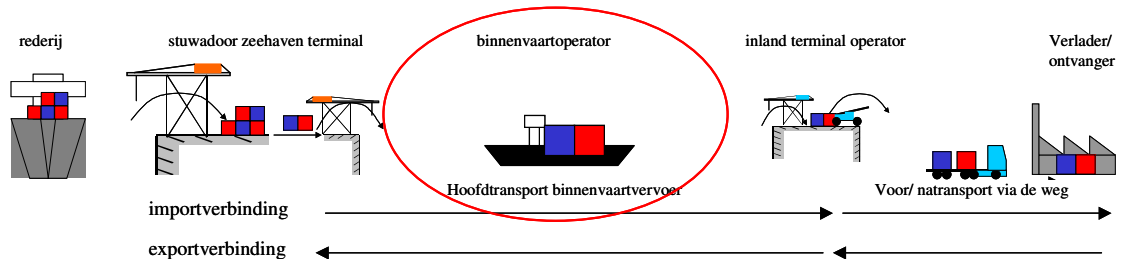 rederij
stuwadoor zeehaven terminal
binnenvaartoperator
inland terminal operator
Verlader/
ontvanger
Hoofdtransport binnenvaartvervoer
Voor/ natransport via de weg
importverbinding
exportverbinding